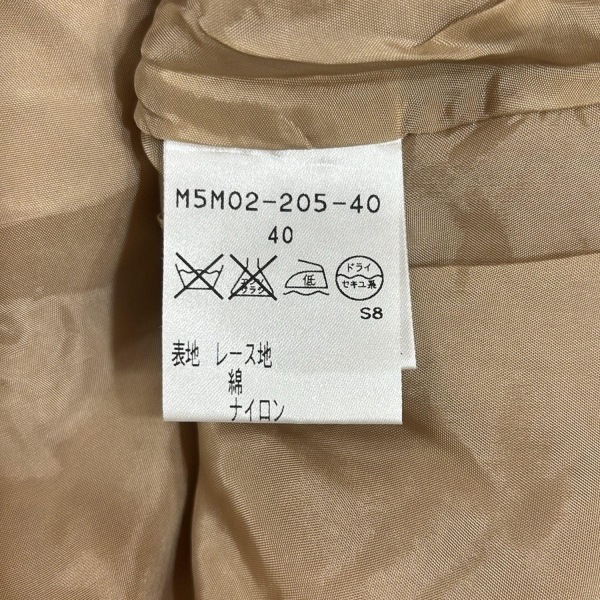 M5M02-205-40
40
低
ドライ
セキユ系
S8
表地 レース地
綿
ナイロン